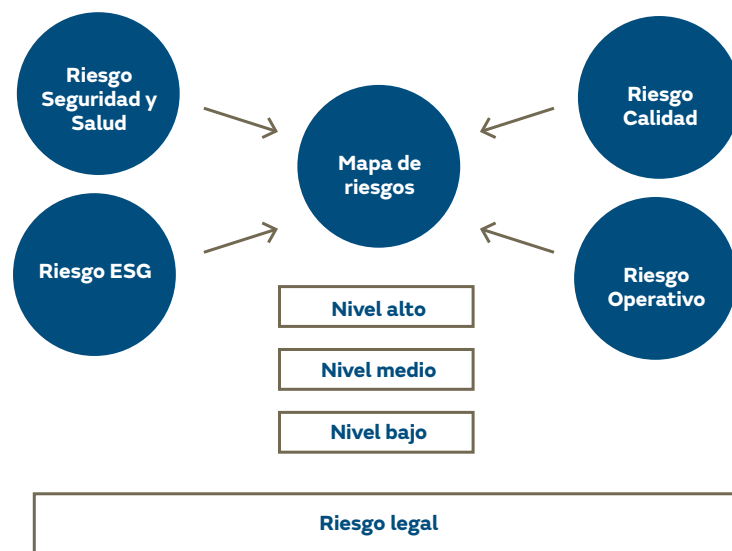 Riesgo
Seguridad y
Salud
Riesgo
Calidad
Mapa de
riesgos
Riesgo ESG
Riesgo
Operativo
Nivel alto
Nivel medio
Nivel bajo
Riesgo legal